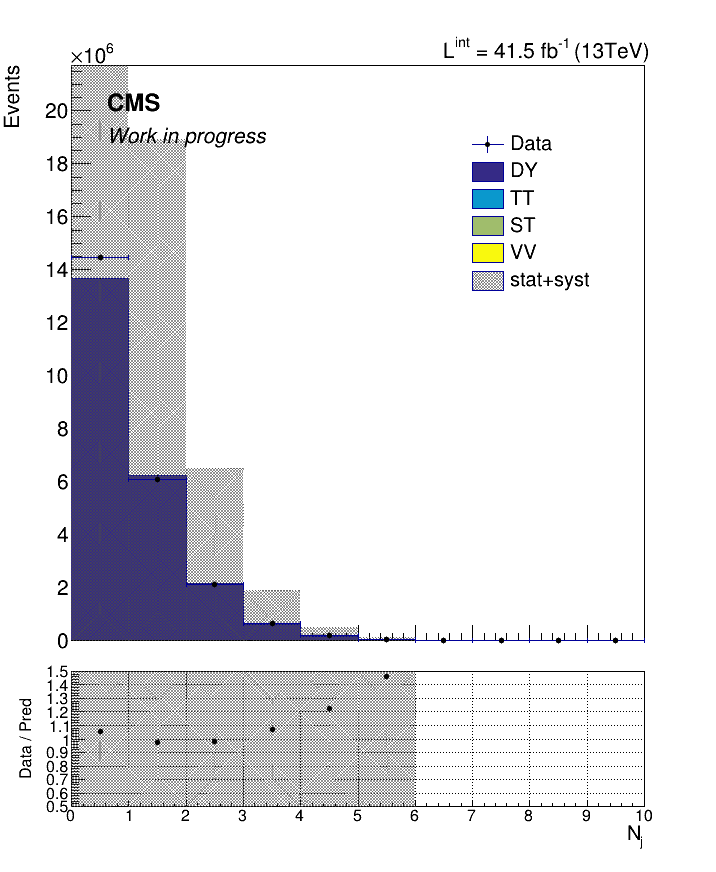 ×10⁶
L^int = 41.5 fb⁻¹ (13TeV)
Events
CMS
Work in progress
20
18
16
14
12
10
8
6
4
2
0
Data
DY
TT
ST
VV
stat+syst
Data / Pred
1.5
1.4
1.3
1.2
1.1
1
0.9
0.8
0.7
0.6
0.5
0 1 2 3 4 5 6 7 8 9 10
N_j